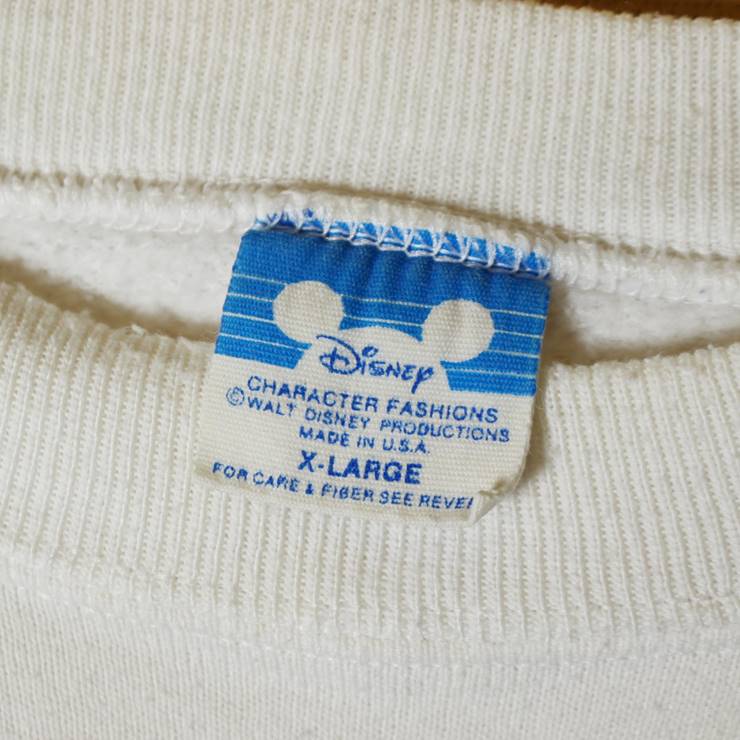 Disney
CHARACTER FASHIONS
©WALT DISNEY PRODUCTIONS
MADE IN U.S.A.
X-LARGE
FOR CARE & FIBER SEE REVE